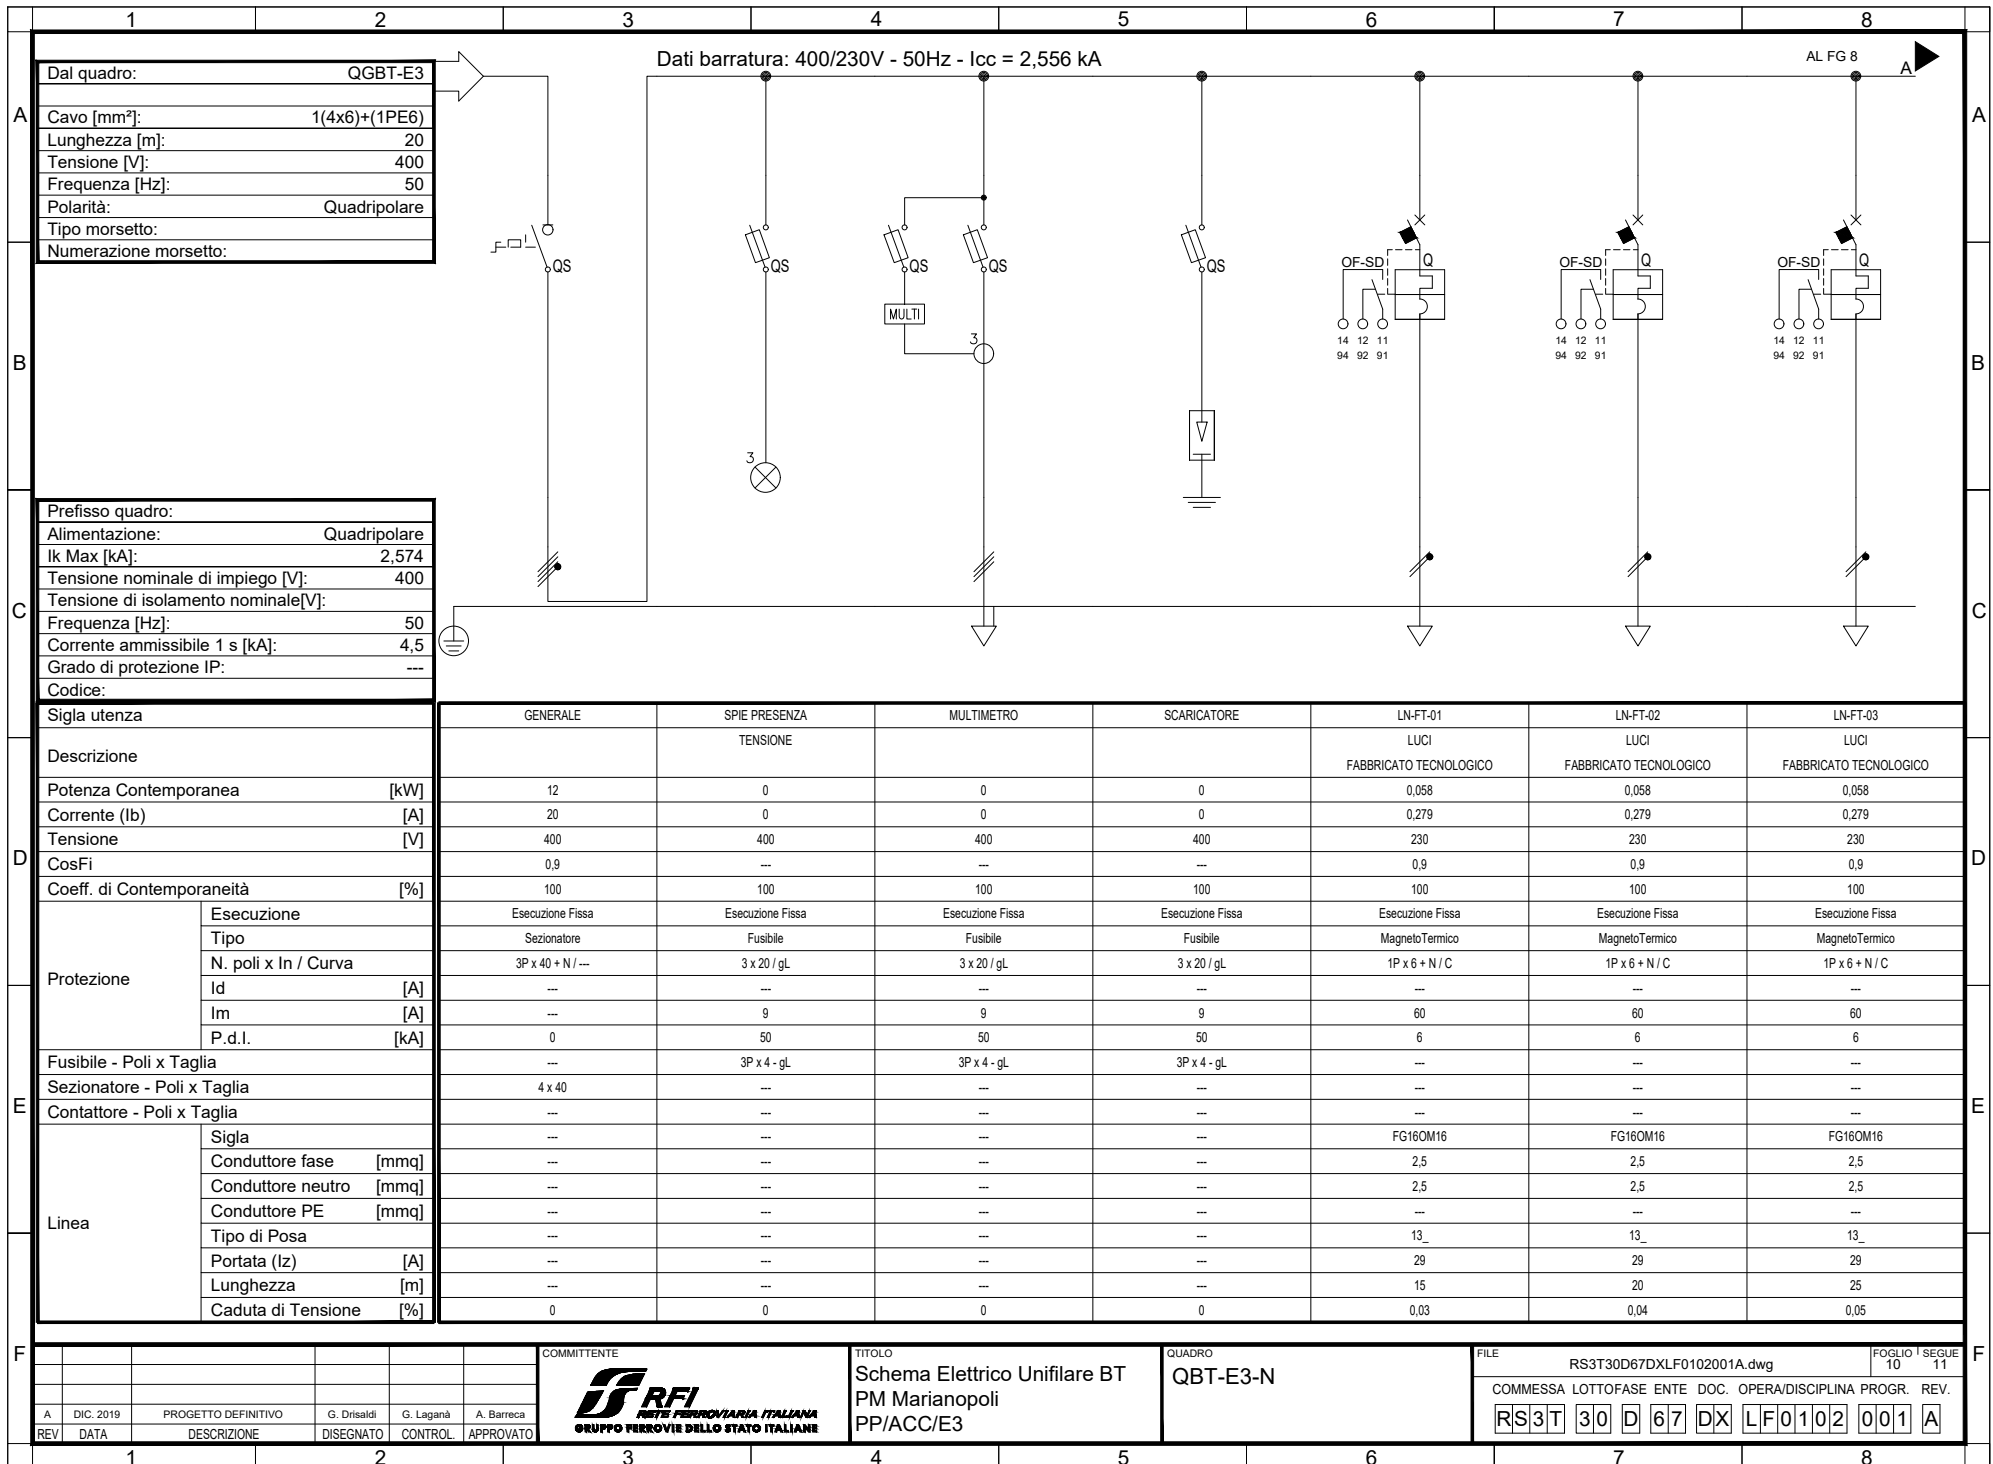 1 2 3 4 5 6 7 8
Dati barratura: 400/230V - 50Hz - Icc = 2,556 kA
AL FG 8
A
A
A
B
B
C
C
D
D
E
E
F
F
Dal quadro: QGBT-E3
Cavo [mm²]: 1(4x6)+(1PE6)
Lunghezza [m]: 20
Tensione [V]: 400
Frequenza [Hz]: 50
Polarità: Quadripolare
Tipo morsetto:
Numerazione morsetto:
QS QS QS QS QS
MULTI
3
3
OF-SD Q OF-SD Q OF-SD Q
14 12 11 14 12 11 14 12 11
94 92 91 94 92 91 94 92 91
Prefisso quadro:
Alimentazione: Quadripolare
Ik Max [kA]: 2,574
Tensione nominale di impiego [V]: 400
Tensione di isolamento nominale[V]:
Frequenza [Hz]: 50
Corrente ammissibile 1 s [kA]: 4,5
Grado di protezione IP: ---
Codice:
Sigla utenza GENERALE SPIE PRESENZA MULTIMETRO SCARICATORE LN-FT-01 LN-FT-02 LN-FT-03
Descrizione TENSIONE LUCI LUCI LUCI
FABBRICATO TECNOLOGICO FABBRICATO TECNOLOGICO FABBRICATO TECNOLOGICO
Potenza Contemporanea [kW] 12 0 0 0 0,058 0,058 0,058
Corrente (Ib) [A] 20 0 0 0 0,279 0,279 0,279
Tensione [V] 400 400 400 400 230 230 230
CosFi 0,9 --- --- --- 0,9 0,9 0,9
Coeff. di Contemporaneità [%] 100 100 100 100 100 100 100
Protezione
Esecuzione Esecuzione Fissa Esecuzione Fissa Esecuzione Fissa Esecuzione Fissa Esecuzione Fissa Esecuzione Fissa Esecuzione Fissa
Tipo Sezionatore Fusibile Fusibile Fusibile MagnetoTermico MagnetoTermico MagnetoTermico
N. poli x In / Curva 3P x 40 + N / --- 3 x 20 / gL 3 x 20 / gL 3 x 20 / gL 1P x 6 + N / C 1P x 6 + N / C 1P x 6 + N / C
Id [A] --- --- --- --- --- --- ---
Im [A] --- 9 9 9 60 60 60
P.d.I. [kA] 0 50 50 50 6 6 6
Fusibile - Poli x Taglia --- 3P x 4 - gL 3P x 4 - gL 3P x 4 - gL --- --- ---
Sezionatore - Poli x Taglia 4 x 40 --- --- --- --- --- ---
Contattore - Poli x Taglia --- --- --- --- --- --- ---
Linea
Sigla --- --- --- --- FG16OM16 FG16OM16 FG16OM16
Conduttore fase [mmq] --- --- --- --- 2,5 2,5 2,5
Conduttore neutro [mmq] --- --- --- --- 2,5 2,5 2,5
Conduttore PE [mmq] --- --- --- --- --- --- ---
Tipo di Posa --- --- --- --- 13_ 13_ 13_
Portata (Iz) [A] --- --- --- --- 29 29 29
Lunghezza [m] --- --- --- --- 15 20 25
Caduta di Tensione [%] 0 0 0 0 0,03 0,04 0,05
A DIC. 2019 PROGETTO DEFINITIVO G. Drisaldi G. Laganà A. Barreca
REV DATA DESCRIZIONE DISEGNATO CONTROL. APPROVATO
COMMITTENTE
RFI
RETE FERROVIARIA ITALIANA
GRUPPO FERROVIE DELLO STATO ITALIANE
TITOLO
Schema Elettrico Unifilare BT
PM Marianopoli
PP/ACC/E3
QUADRO
QBT-E3-N
FILE
RS3T30D67DXLF0102001A.dwg
FOGLIO SEGUE
10 11
COMMESSA LOTTO FASE ENTE DOC. OPERA/DISCIPLINA PROGR. REV.
RS3T 30 D 67 DX LF0102 001 A
1 2 3 4 5 6 7 8